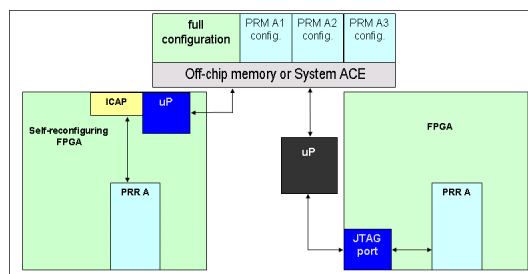 full
configuration
PRM A1
config.
PRM A2
config.
PRM A3
config.
Off-chip memory or System ACE
ICAP
uP
Self-reconfiguring
FPGA
PRR A
uP
FPGA
PRR A
JTAG
port